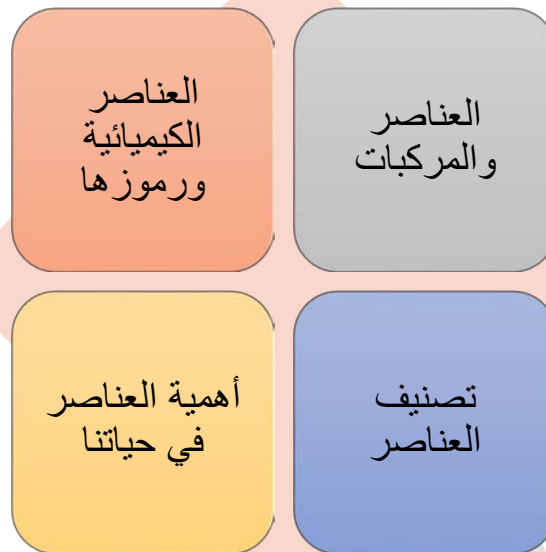 العناصر
والمركبات
العناصر
الكيميائية
ورموزها
تصنيف
العناصر
أهمية العناصر
في حياتنا